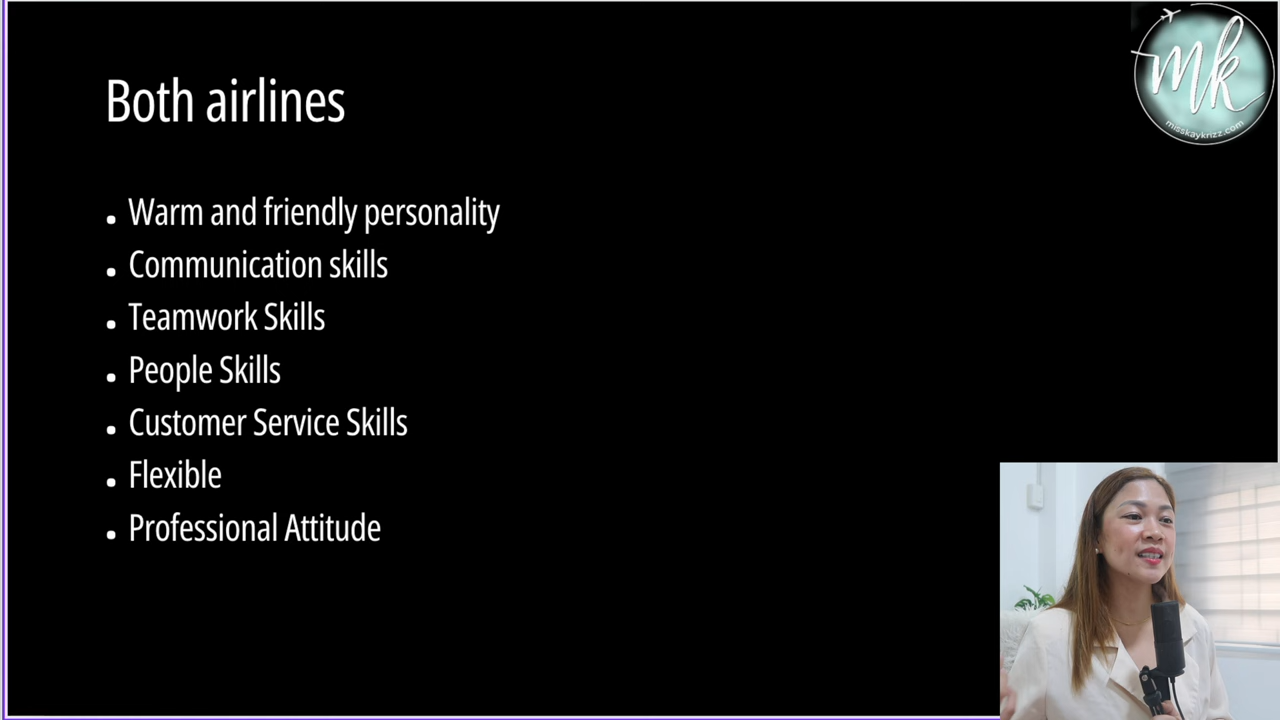 Both airlines
mk
misskaykrizz.com
. Warm and friendly personality
. Communication skills
. Teamwork Skills
. People Skills
. Customer Service Skills
. Flexible
. Professional Attitude